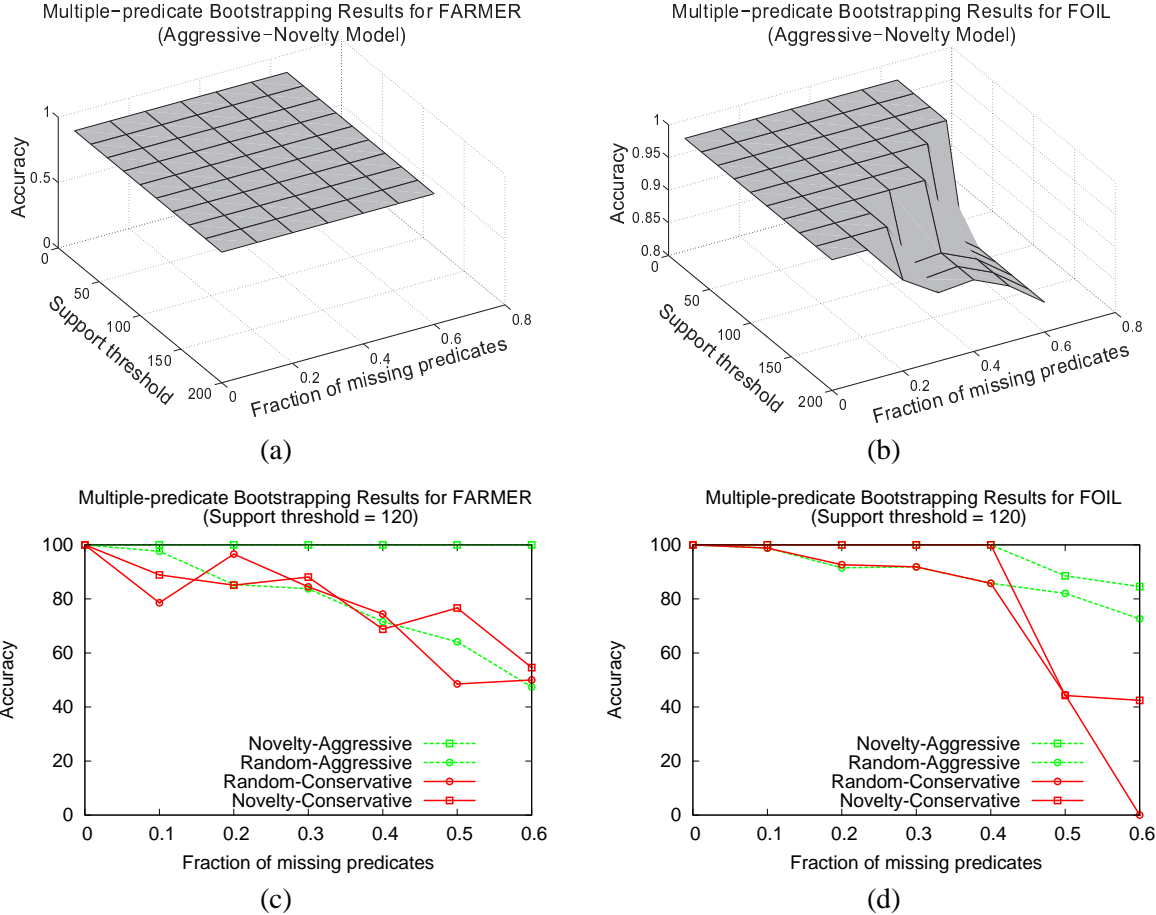 Multiple−predicate Bootstrapping Results for FARMER
(Aggressive−Novelty Model)
1
0.5
0
Accuracy
0
50
100
150
200
Support threshold
0
0.2
0.4
0.6
0.8
Fraction of missing predicates
(a)
Multiple−predicate Bootstrapping Results for FOIL
(Aggressive−Novelty Model)
1
0.95
0.9
0.85
0.8
Accuracy
0
50
100
150
200
Support threshold
0
0.2
0.4
0.6
0.8
Fraction of missing predicates
(b)
Multiple-predicate Bootstrapping Results for FARMER
(Support threshold = 120)
100
80
60
40
20
0
Accuracy
Novelty-Aggressive
Random-Aggressive
Random-Conservative
Novelty-Conservative
0 0.1 0.2 0.3 0.4 0.5 0.6
Fraction of missing predicates
(c)
Multiple-predicate Bootstrapping Results for FOIL
(Support threshold = 120)
100
80
60
40
20
0
Accuracy
Novelty-Aggressive
Random-Aggressive
Random-Conservative
Novelty-Conservative
0 0.1 0.2 0.3 0.4 0.5 0.6
Fraction of missing predicates
(d)